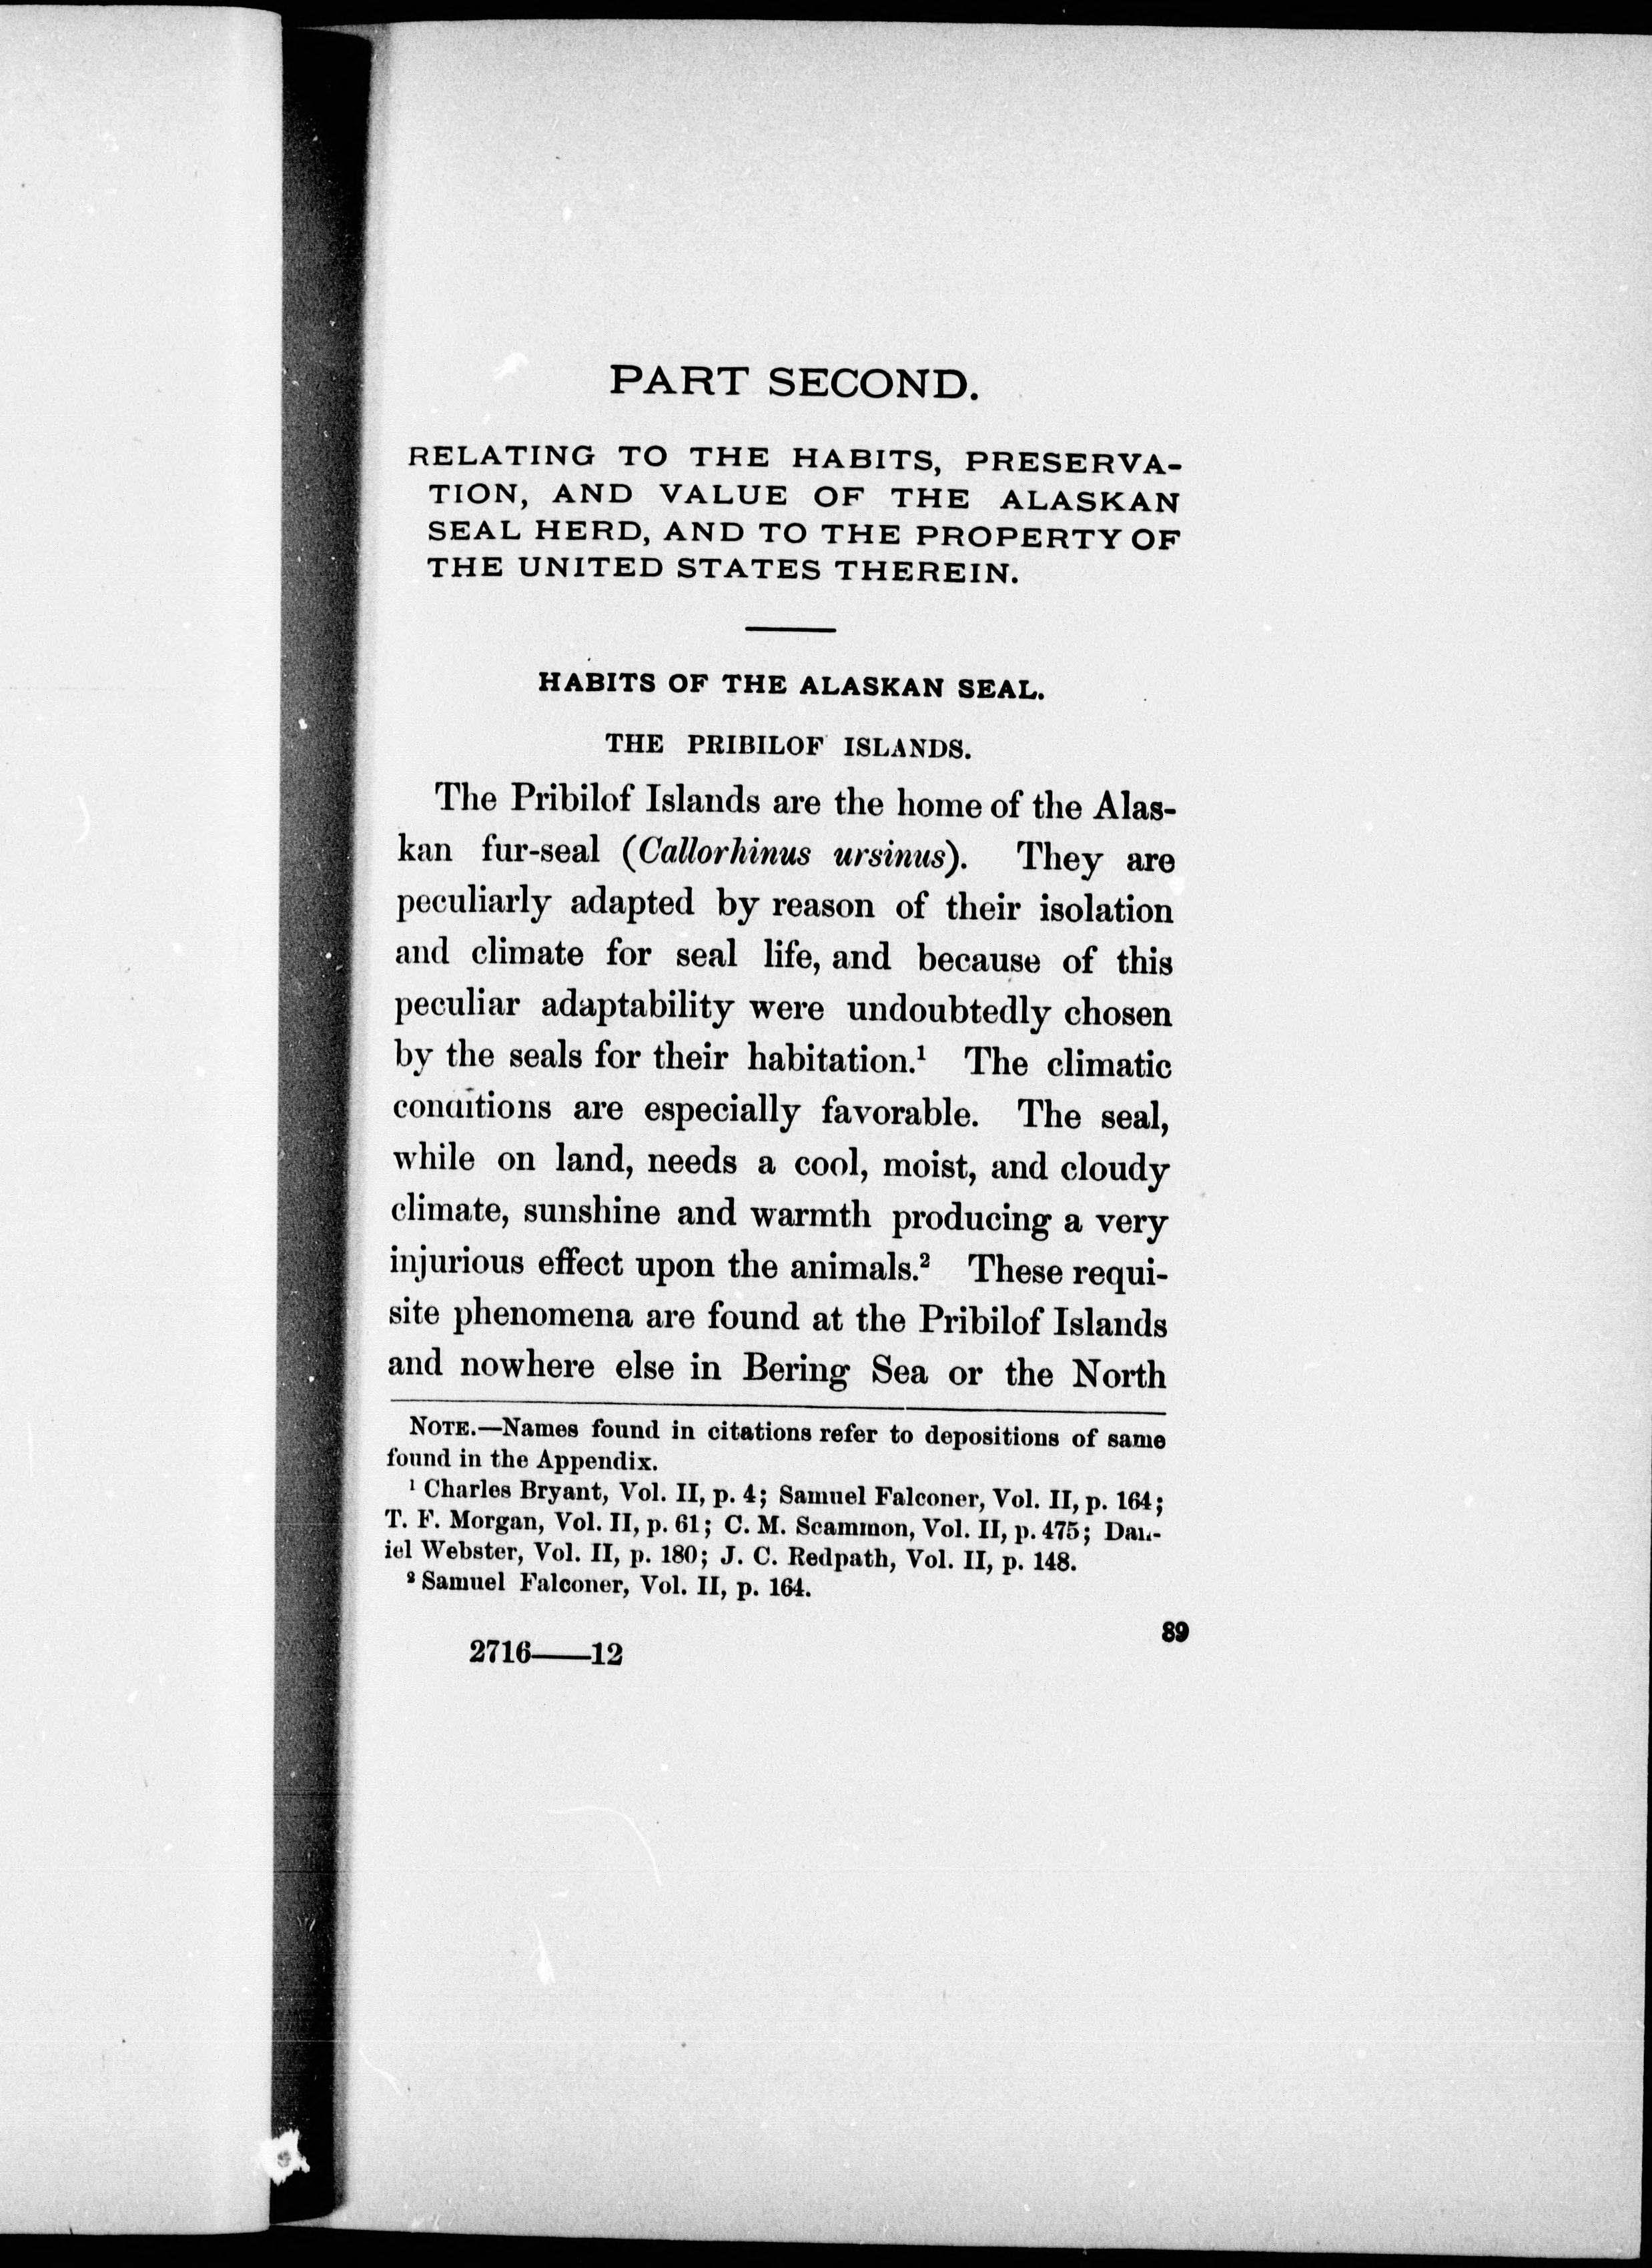 PART SECOND.
RELATING TO THE HABITS, PRESERVA-
TION, AND VALUE OF THE ALASKAN
SEAL HERD, AND TO THE PROPERTY OF
THE UNITED STATES THEREIN.
HABITS OF THE ALASKAN SEAL.
THE PRIBILOF ISLANDS.
The Pribilof Islands are the home of the Alas-
kan fur-seal (Callorhinus ursinus). They are
peculiarly adapted by reason of their isolation
and climate for seal life, and because of this
peculiar adaptability were undoubtedly chosen
by the seals for their habitation.¹ The climatic
conditions are especially favorable. The seal,
while on land, needs a cool, moist, and cloudy
climate, sunshine and warmth producing a very
injurious effect upon the animals.² These requi-
site phenomena are found at the Pribilof Islands
and nowhere else in Bering Sea or the North
NOTE.—Names found in citations refer to depositions of same
found in the Appendix.
¹ Charles Bryant, Vol. II, p. 4; Samuel Falconer, Vol. II, p. 164;
T. F. Morgan, Vol. II, p. 61; C. M. Scammon, Vol. II, p. 475; Dan-
iel Webster, Vol. II, p. 180; J. C. Redpath, Vol. II, p. 148.
² Samuel Falconer, Vol. II, p. 164.
89
2716——12